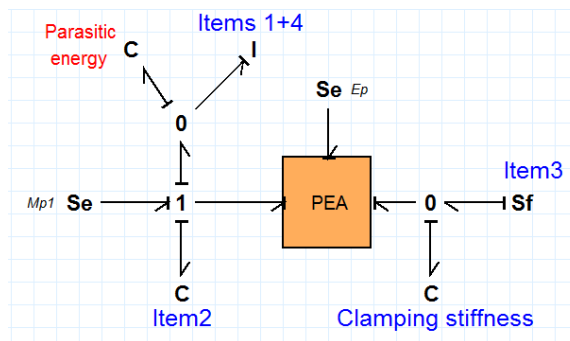 Parasitic
energy
C
Items 1+4
I
Se Ep
0
Item3
Mp1 Se
1
PEA
0
Sf
C
Item2
C
Clamping stiffness